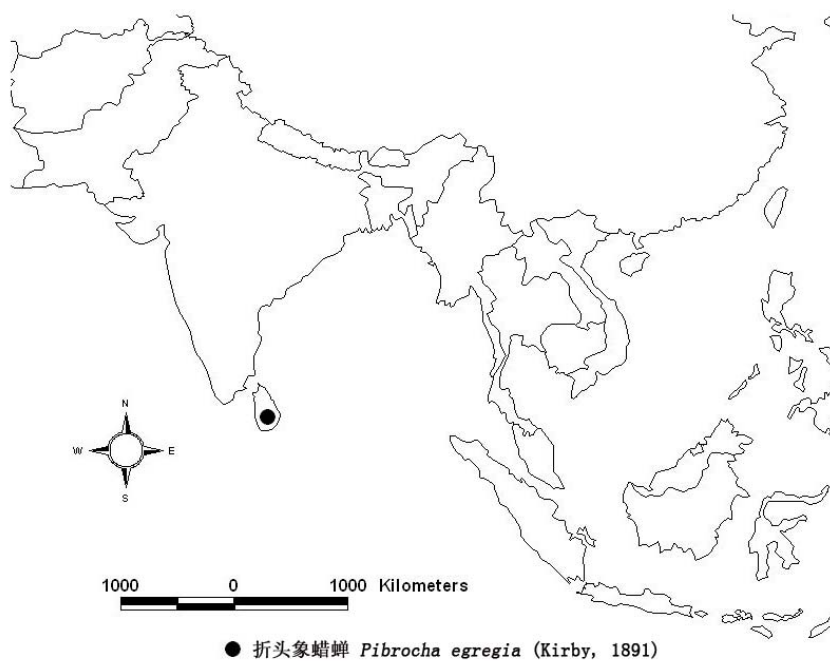 N
W E
S
1000 0 1000 Kilometers
● 折头象蜡蝉 Pibrocha egregia (Kirby, 1891)